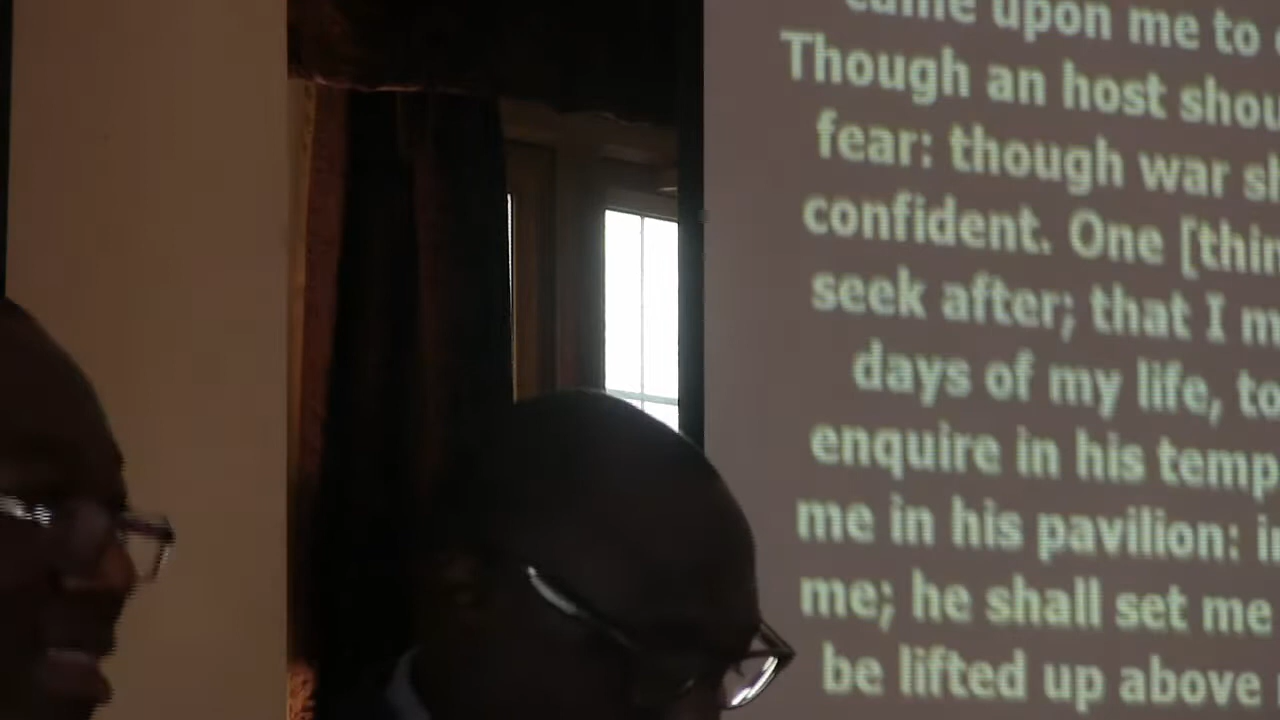 came upon me to
Though an host shou
fear: though war sh
confident. One [thin
seek after; that I m
days of my life, to
enquire in his temp
me in his pavilion: in
me; he shall set me
be lifted up above